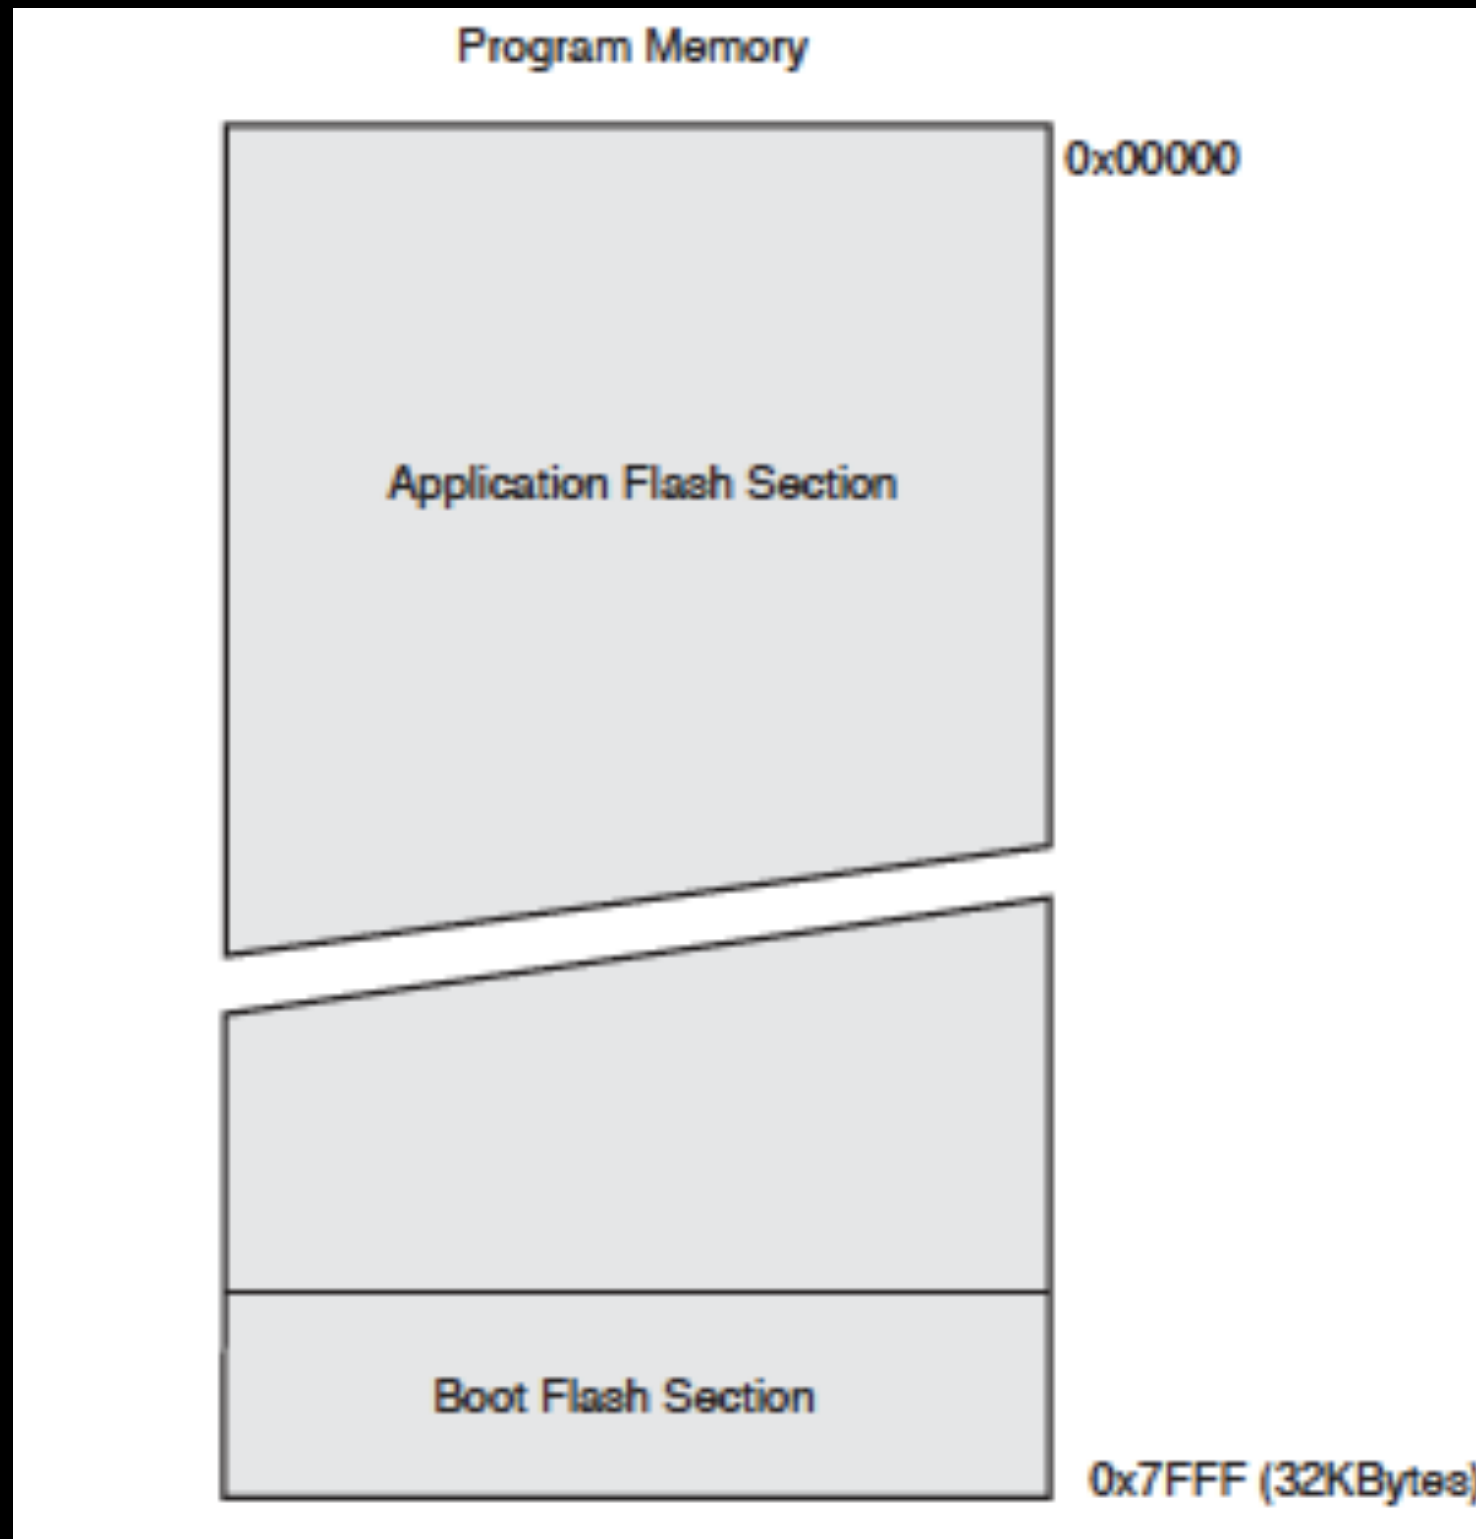 Program Memory
0x00000
Application Flash Section
Boot Flash Section
0x7FFF (32KBytes)